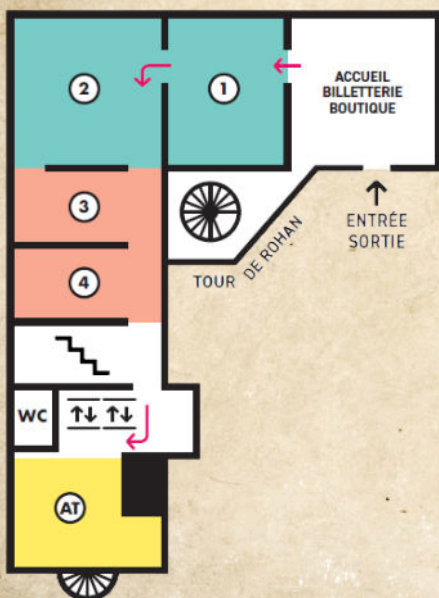 ACCUEIL
BILLETTERIE
BOUTIQUE
2
1
3
ENTRÉE
SORTIE
TOUR DE ROHAN
4
WC
AT